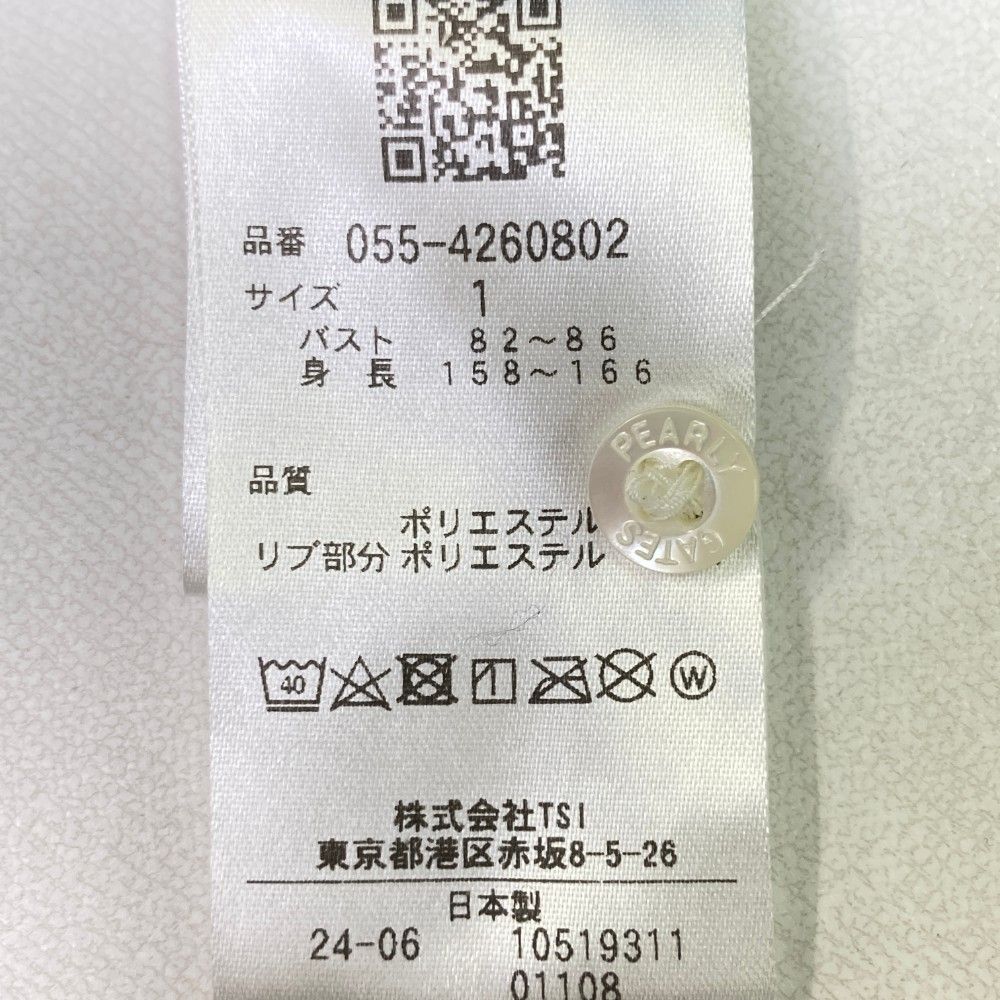 品番 055-4260802
サイズ 1
バスト 82～86
身長 158～166
PEARLY GATES
品質
ポリエステル
リブ部分 ポリエステル
40
W
株式会社TSI
東京都港区赤坂8-5-26
日本製
24-06 10519311
01108